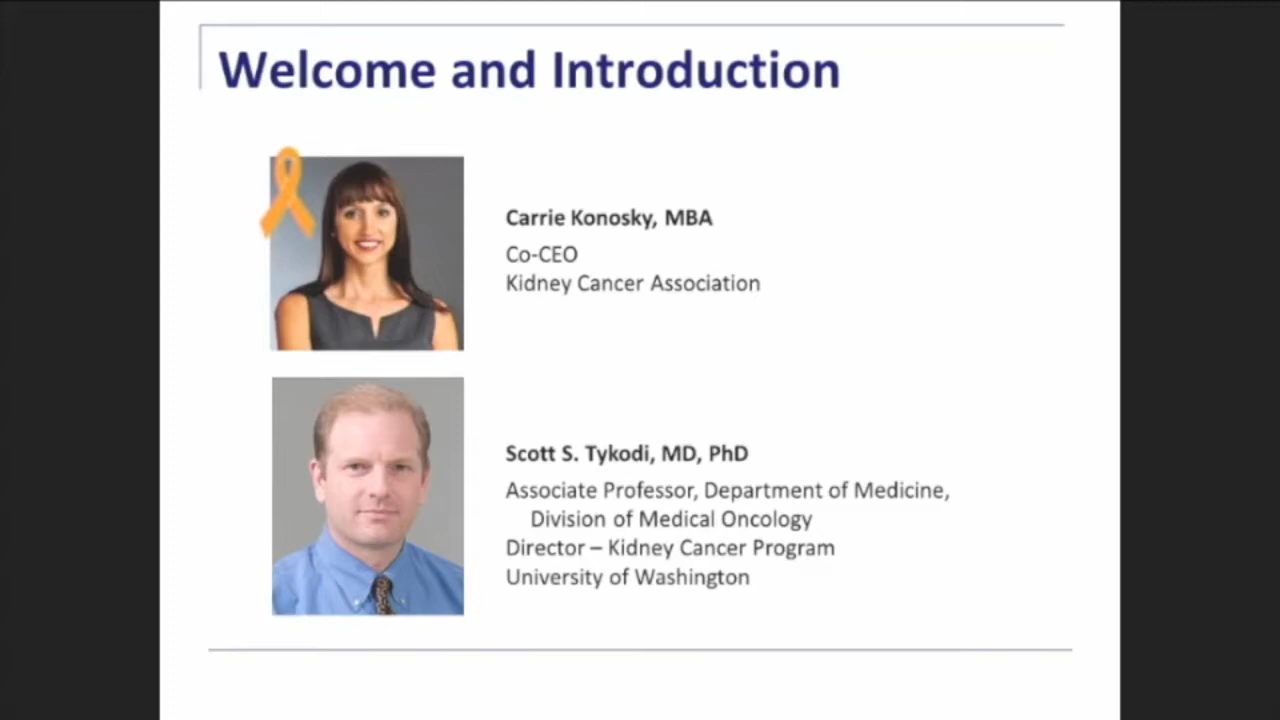 Welcome and Introduction
Carrie Konosky, MBA
Co-CEO
Kidney Cancer Association
Scott S. Tykodi, MD, PhD
Associate Professor, Department of Medicine,
Division of Medical Oncology
Director – Kidney Cancer Program
University of Washington